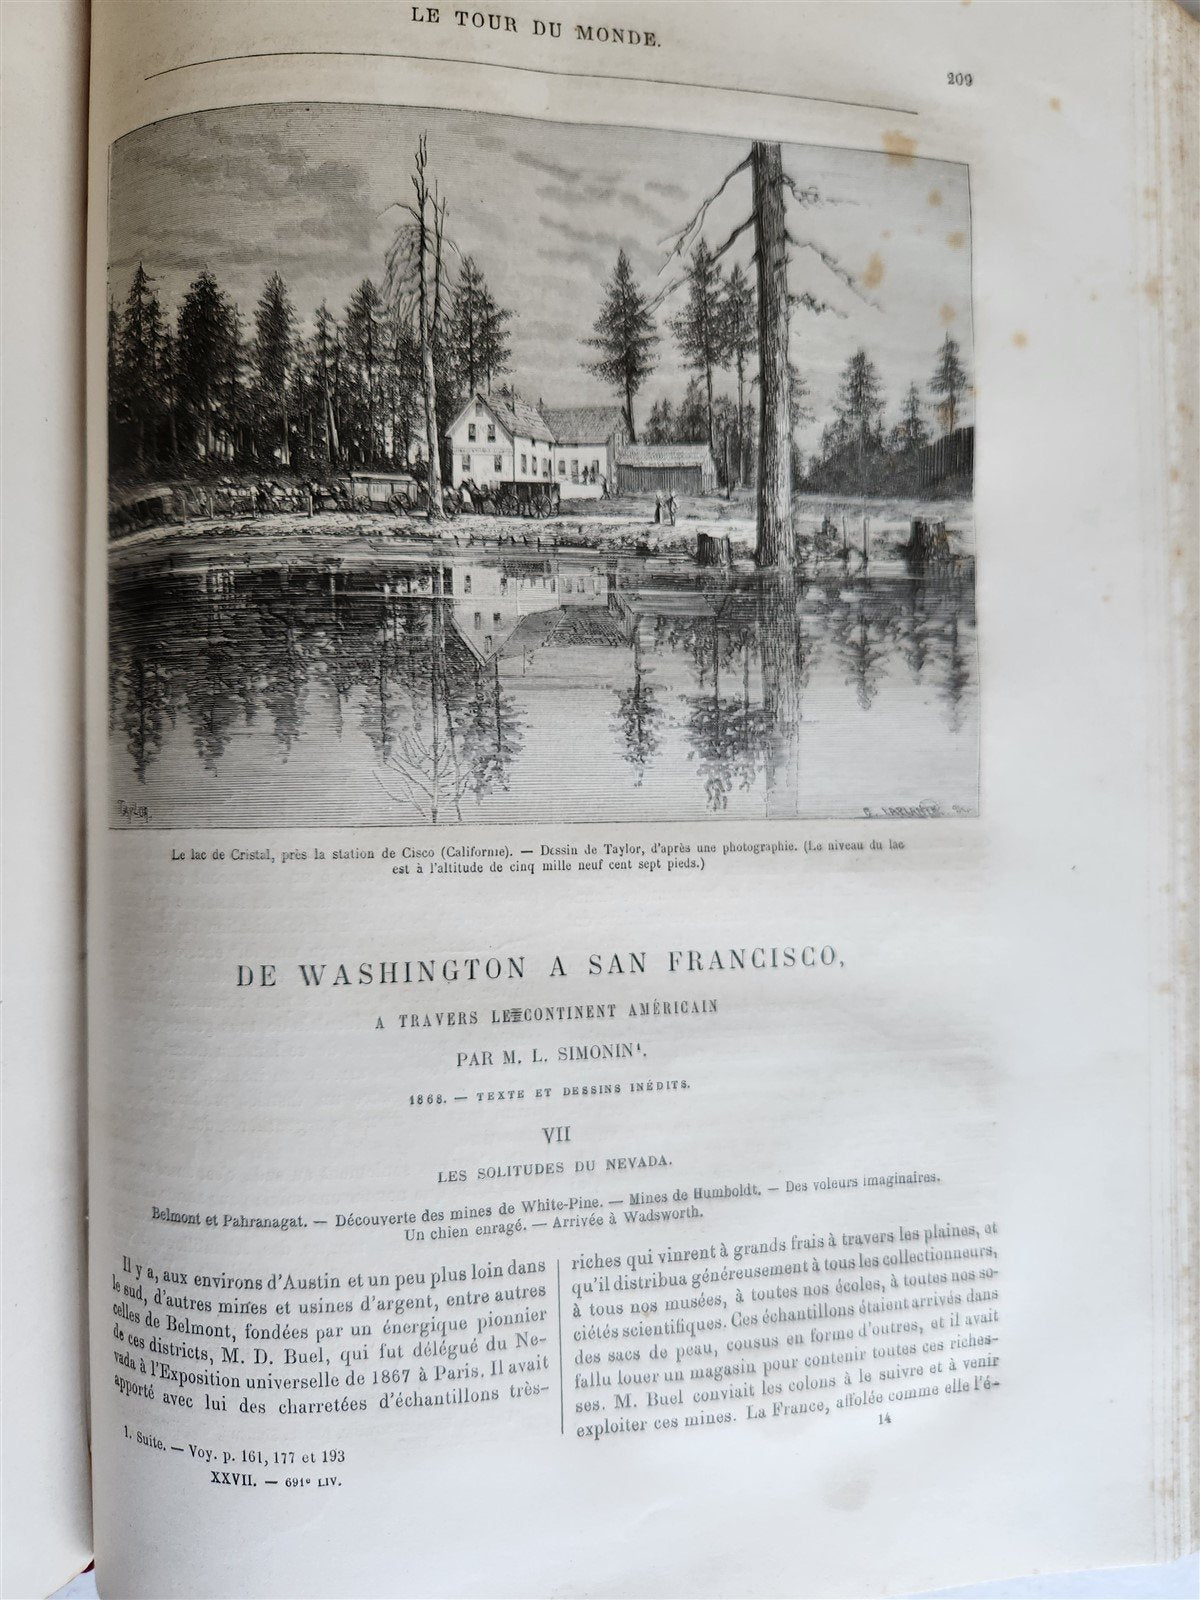 LE TOUR DU MONDE.
209
TAYLOR.
C. LAPLANTE. SC.
Le lac de Cristal, près la station de Cisco (Californie). — Dessin de Taylor, d'après une photographie. (Le niveau du lac
est à l'altitude de cinq mille neuf cent sept pieds.)
DE WASHINGTON A SAN FRANCISCO,
A TRAVERS LE CONTINENT AMÉRICAIN
PAR M. L. SIMONIN¹.
1868. — TEXTE ET DESSINS INÉDITS.
VII
LES SOLITUDES DU NEVADA.
Belmont et Pahranagat. — Découverte des mines de White-Pine. — Mines de Humboldt. — Des voleurs imaginaires.
Un chien enragé. — Arrivée à Wadsworth.
Il y a, aux environs d'Austin et un peu plus loin dans
le sud, d'autres mines et usines d'argent, entre autres
celles de Belmont, fondées par un énergique pionnier
de ces districts, M. D. Buel, qui fut délégué du Ne-
vada à l'Exposition universelle de 1867 à Paris. Il avait
apporté avec lui des charretées d'échantillons très-
riches qui vinrent à grands frais à travers les plaines, et
qu'il distribua généreusement à tous les collectionneurs,
à tous nos musées, à toutes nos écoles, à toutes nos so-
ciétés scientifiques. Ces échantillons étaient arrivés dans
des sacs de peau, cousus en forme d'outres, et il avait
fallu louer un magasin pour contenir toutes ces riches-
ses. M. Buel conviait les colons à le suivre et à venir
exploiter ces mines. La France, affolée comme elle l'é-
1. Suite. — Voy. p. 161, 177 et 193
XXVII. — 691e LIV.
14